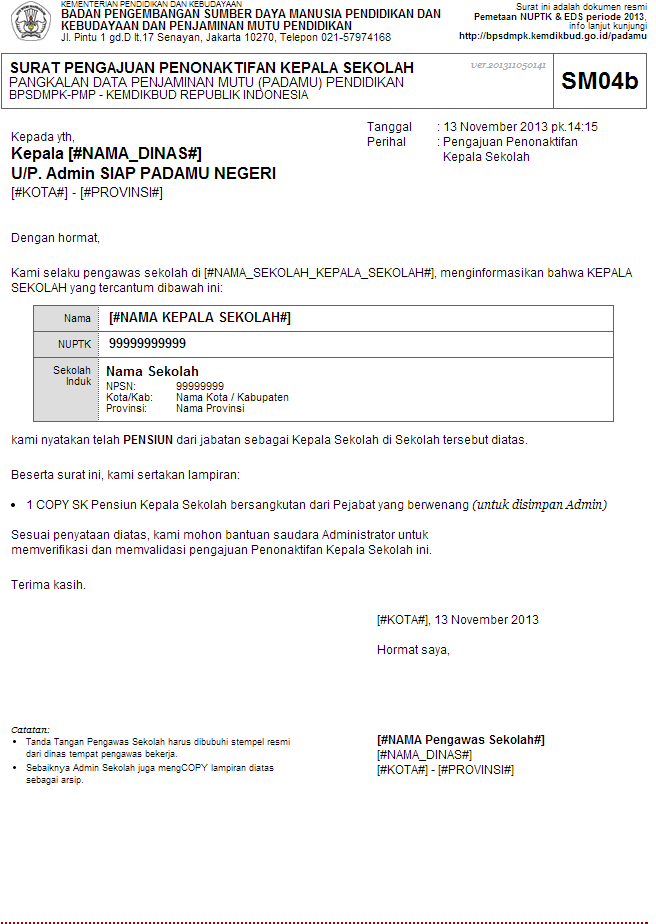 KEMENTERIAN PENDIDIKAN DAN KEBUDAYAAN
BADAN PENGEMBANGAN SUMBER DAYA MANUSIA PENDIDIKAN DAN
KEBUDAYAAN DAN PENJAMINAN MUTU PENDIDIKAN
Jl. Pintu 1 gd.D lt.17 Senayan, Jakarta 10270, Telepon 021-57974168
Surat ini adalah dokumen resmi
Pemetaan NUPTK & EDS periode 2013,
info lanjut kunjungi
http://bpsdmpk.kemdikbud.go.id/padamu
SURAT PENGAJUAN PENONAKTIFAN KEPALA SEKOLAH
PANGKALAN DATA PENJAMINAN MUTU (PADAMU) PENDIDIKAN
BPSDMPK-PMP - KEMDIKBUD REPUBLIK INDONESIA
ver.201311050141
SM04b
Tanggal : 13 November 2013 pk.14:15
Perihal : Pengajuan Penonaktifan
Kepala Sekolah
Kepada yth,
Kepala [#NAMA_DINAS#]
U/P. Admin SIAP PADAMU NEGERI
[#KOTA#] - [#PROVINSI#]
Dengan hormat,
Kami selaku pengawas sekolah di [#NAMA_SEKOLAH_KEPALA_SEKOLAH#], menginformasikan bahwa KEPALA
SEKOLAH yang tercantum dibawah ini:
Nama [#NAMA KEPALA SEKOLAH#]
NUPTK 99999999999
Sekolah Induk Nama Sekolah
NPSN: 99999999
Kota/Kab: Nama Kota / Kabupaten
Provinsi: Nama Provinsi
kami nyatakan telah PENSIUN dari jabatan sebagai Kepala Sekolah di Sekolah tersebut diatas.
Beserta surat ini, kami sertakan lampiran:
• 1 COPY SK Pensiun Kepala Sekolah bersangkutan dari Pejabat yang berwenang (untuk disimpan Admin)
Sesuai penyataan diatas, kami mohon bantuan saudara Administrator untuk
memverifikasi dan memvalidasi pengajuan Penonaktifan Kepala Sekolah ini.
Terima kasih.
[#KOTA#], 13 November 2013
Hormat saya,
[#NAMA Pengawas Sekolah#]
[#NAMA_DINAS#]
[#KOTA#] - [#PROVINSI#]
Catatan:
• Tanda Tangan Pengawas Sekolah harus dibubuhi stempel resmi
dari dinas tempat pengawas bekerja.
• Sebaiknya Admin Sekolah juga mengCOPY lampiran diatas
sebagai arsip.